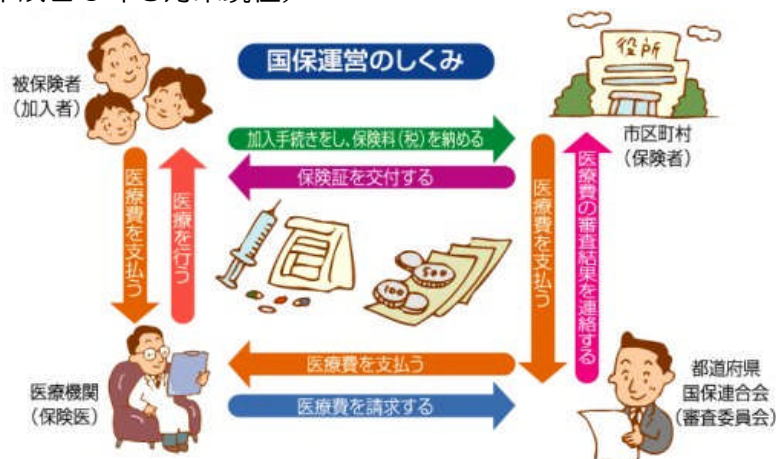 国保運営のしくみ
役所
被保険者
(加入者)
市区町村
(保険者)
加入手続きをし、保険料(税)を納める
保険証を交付する
医療費を支払う
医療を行う
医療費を支払う
医療費の審査結果を連絡する
500
100
医療費を支払う
医療費を請求する
医療機関
(保険医)
都道府県
国保連合会
(審査委員会)